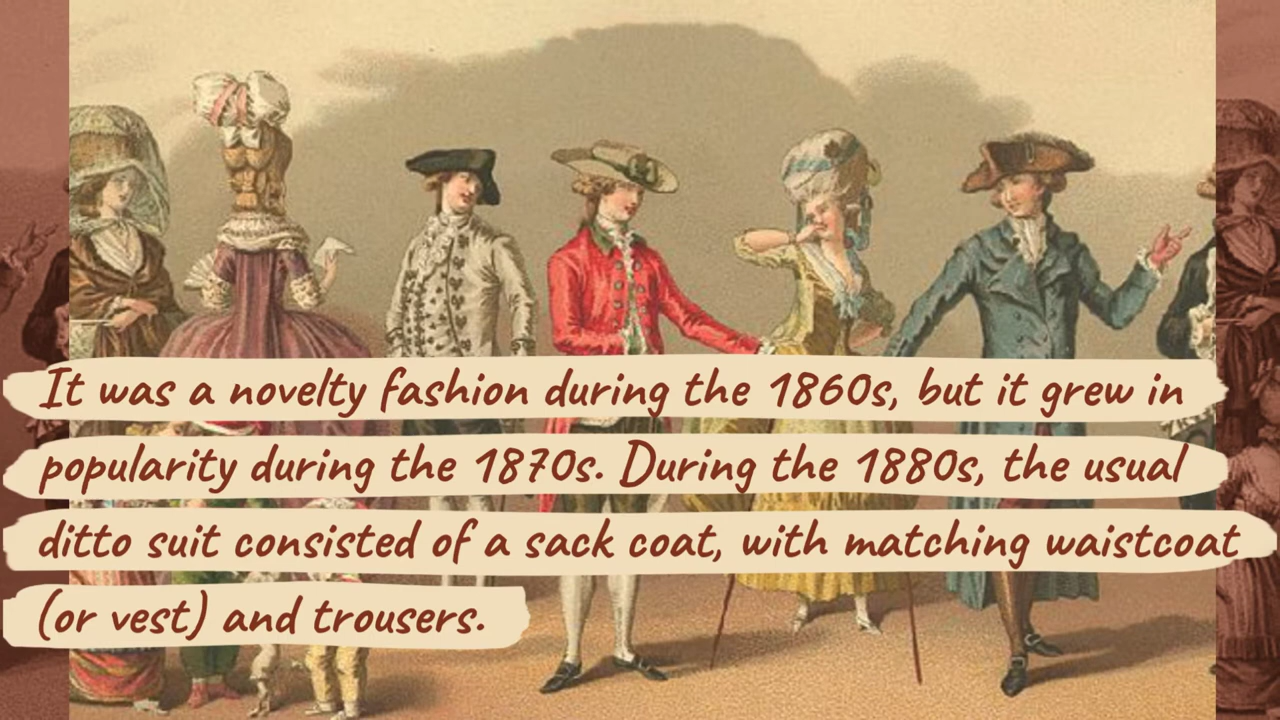 It was a novelty fashion during the 1860s, but it grew in
popularity during the 1870s. During the 1880s, the usual
ditto suit consisted of a sack coat, with matching waistcoat
(or vest) and trousers.